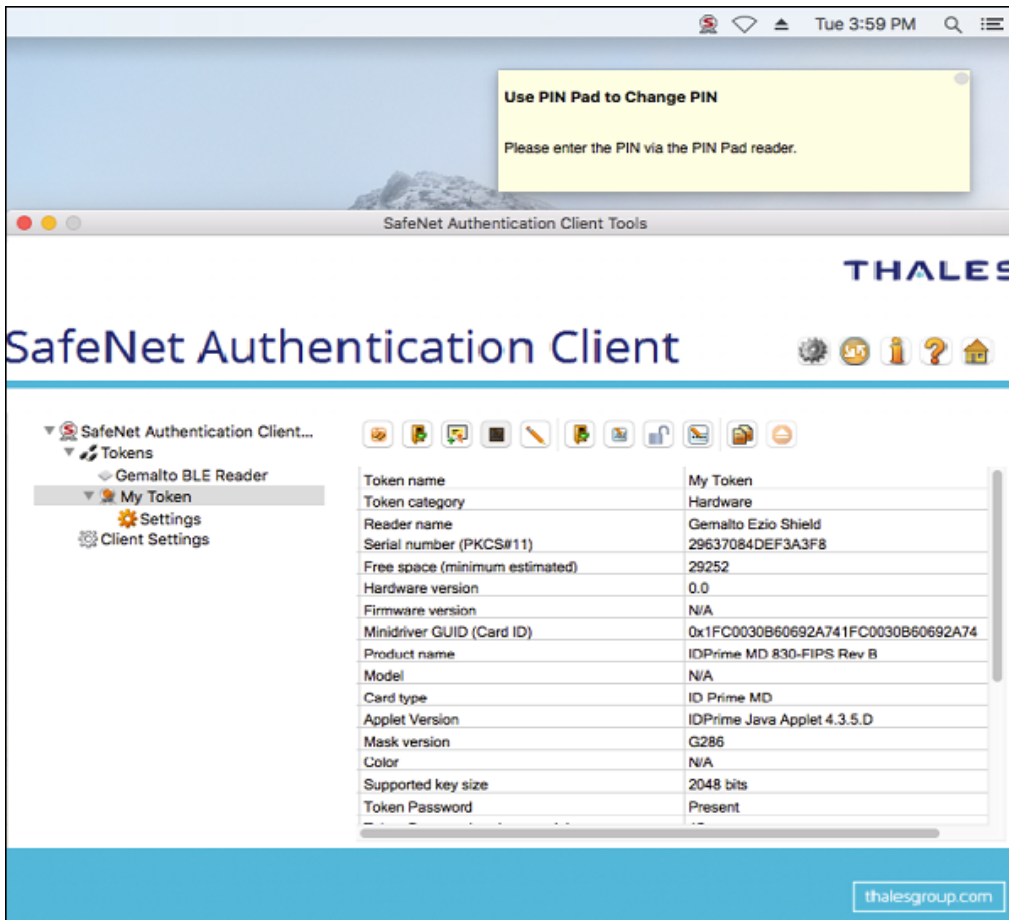 Tue 3:59 PM
Use PIN Pad to Change PIN
Please enter the PIN via the PIN Pad reader.
SafeNet Authentication Client Tools
THALES
SafeNet Authentication Client
SafeNet Authentication Client...
Tokens
Gemalto BLE Reader
My Token
Settings
Client Settings
Token name My Token
Token category Hardware
Reader name Gemalto Ezio Shield
Serial number (PKCS#11) 29637084DEF3A3F8
Free space (minimum estimated) 29252
Hardware version 0.0
Firmware version N/A
Minidriver GUID (Card ID) 0x1FC0030B60692A741FC0030B60692A74
Product name IDPrime MD 830-FIPS Rev B
Model N/A
Card type ID Prime MD
Applet Version IDPrime Java Applet 4.3.5.D
Mask version G286
Color N/A
Supported key size 2048 bits
Token Password Present
thalesgroup.com